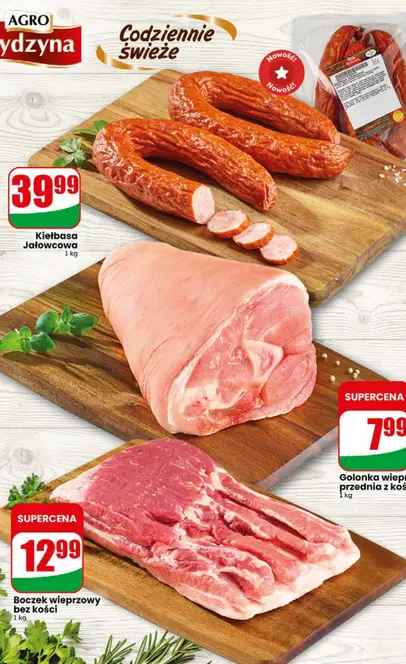 AGRO
ydzyna
Codziennie
świeże
Nowość!
Nowość!
39 99
Kiełbasa
Jałowcowa
1 kg
SUPERCENA
7 99
Golonka wiep
przednia z koś
1 kg
SUPERCENA
12 99
Boczek wieprzowy
bez kości
1 kg